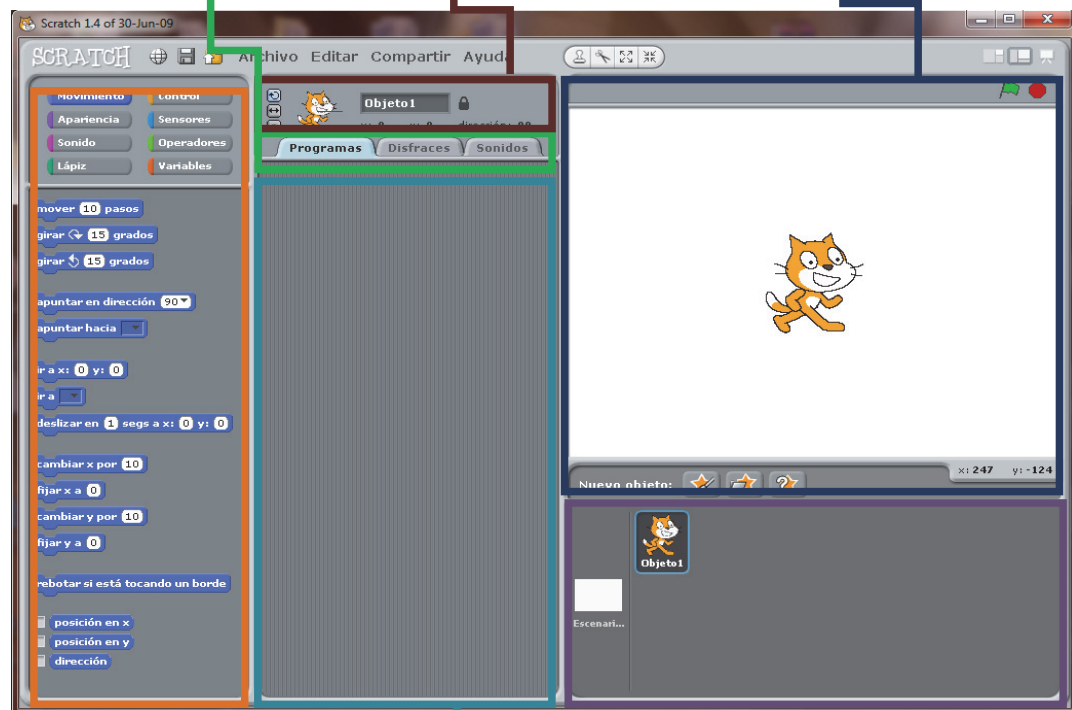 Scratch 1.4 of 30-Jun-09
SCRATCH
Archivo Editar Compartir Ayuda
Movimiento Control
Apariencia Sensores
Sonido Operadores
Lápiz Variables
mover 10 pasos
girar 15 grados
girar 15 grados
apuntar en dirección 90
apuntar hacia
ir a x: 0 y: 0
ir a
deslizar en 1 segs a x: 0 y: 0
cambiar x por 10
fijar x a 0
cambiar y por 10
fijar y a 0
rebotar si está tocando un borde
posición en x
posición en y
dirección
Objeto1
Programas Disfraces Sonidos
x: 247 y: -124
Nuevo objeto:
Objeto1
Escenari...